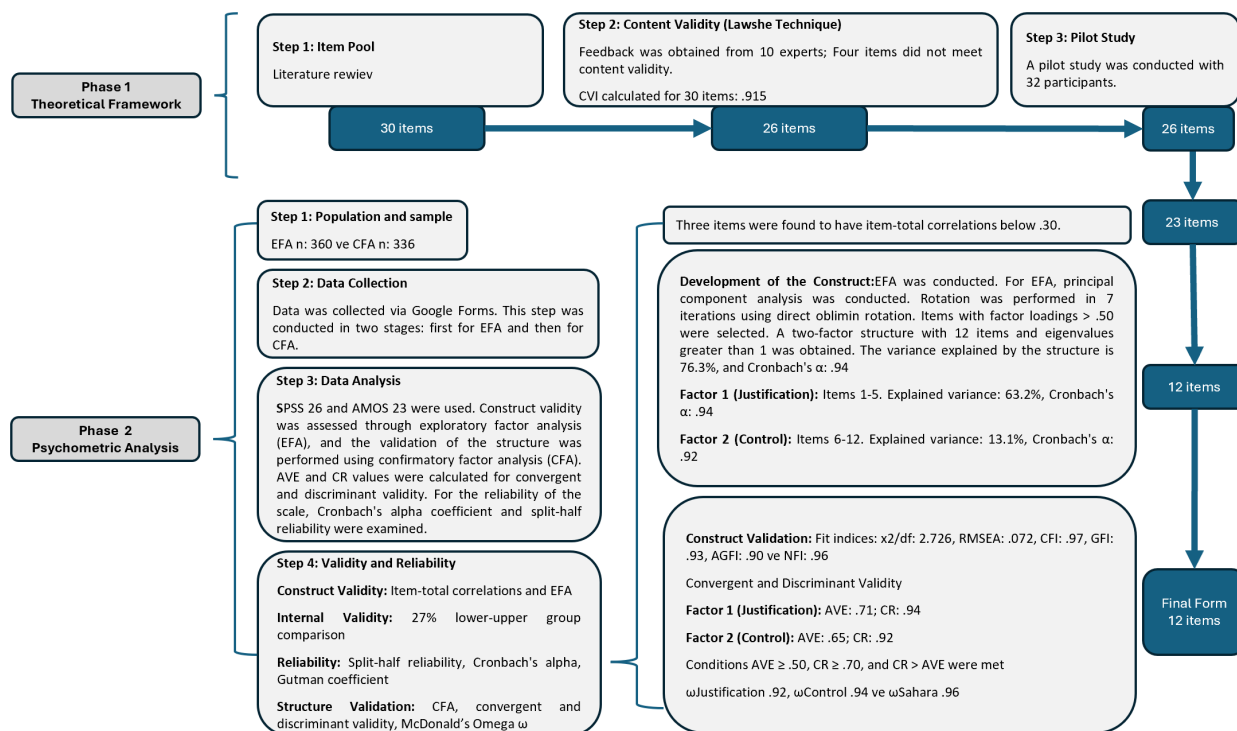 Phase 1
Theoretical Framework
Step 1: Item Pool
Literature rewiev
30 items
Step 2: Content Validity (Lawshe Technique)
Feedback was obtained from 10 experts; Four items did not meet
content validity.
CVI calculated for 30 items: .915
26 items
Step 3: Pilot Study
A pilot study was conducted with
32 participants.
26 items
Phase 2
Psychometric Analysis
Step 1: Population and sample
EFA n: 360 ve CFA n: 336
Step 2: Data Collection
Data was collected via Google Forms. This step was
conducted in two stages: first for EFA and then for
CFA.
Step 3: Data Analysis
SPSS 26 and AMOS 23 were used. Construct validity
was assessed through exploratory factor analysis
(EFA), and the validation of the structure was
performed using confirmatory factor analysis (CFA).
AVE and CR values were calculated for convergent
and discriminant validity. For the reliability of the
scale, Cronbach's alpha coefficient and split-half
reliability were examined.
Step 4: Validity and Reliability
Construct Validity: Item-total correlations and EFA
Internal Validity: 27% lower-upper group
comparison
Reliability: Split-half reliability, Cronbach's alpha,
Gutman coefficient
Structure Validation: CFA, convergent and
discriminant validity, McDonald's Omega ω
Three items were found to have item-total correlations below .30.
23 items
Development of the Construct:EFA was conducted. For EFA, principal
component analysis was conducted. Rotation was performed in 7
iterations using direct oblimin rotation. Items with factor loadings > .50
were selected. A two-factor structure with 12 items and eigenvalues
greater than 1 was obtained. The variance explained by the structure is
76.3%, and Cronbach's α: .94
Factor 1 (Justification): Items 1-5. Explained variance: 63.2%, Cronbach's
α: .94
Factor 2 (Control): Items 6-12. Explained variance: 13.1%, Cronbach's α:
.92
12 items
Construct Validation: Fit indices: x2/df: 2.726, RMSEA: .072, CFI: .97, GFI:
.93, AGFI: .90 ve NFI: .96
Convergent and Discriminant Validity
Factor 1 (Justification): AVE: .71; CR: .94
Factor 2 (Control): AVE: .65; CR: .92
Conditions AVE ≥ .50, CR ≥ .70, and CR > AVE were met
ωJustification .92, ωControl .94 ve ωSahara .96
Final Form
12 items